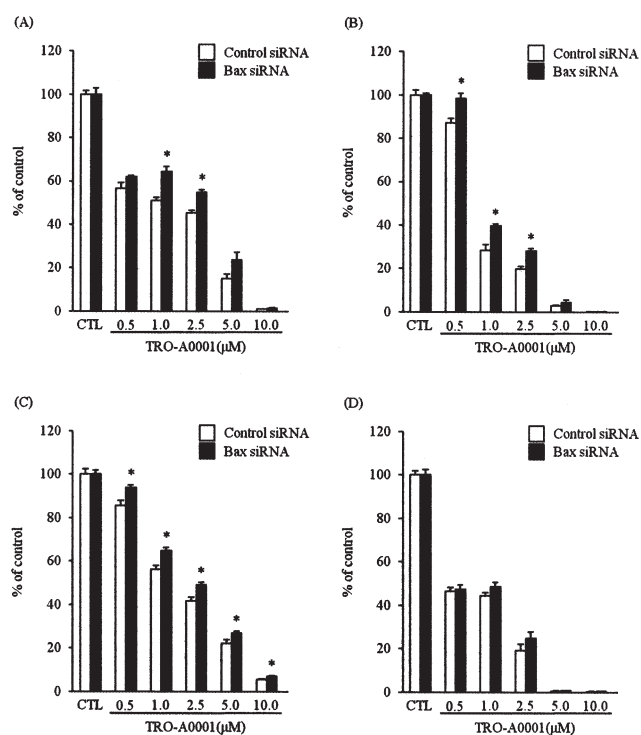 (A)
120
100
80
60
40
20
0
% of control
Control siRNA
Bax siRNA
* *
CTL 0.5 1.0 2.5 5.0 10.0
TRO-A0001(μM)
(B)
120
100
80
60
40
20
0
% of control
Control siRNA
Bax siRNA
* * *
CTL 0.5 1.0 2.5 5.0 10.0
TRO-A0001(μM)
(C)
120
100
80
60
40
20
0
% of control
Control siRNA
Bax siRNA
* * * * *
CTL 0.5 1.0 2.5 5.0 10.0
TRO-A0001(μM)
(D)
120
100
80
60
40
20
0
% of control
Control siRNA
Bax siRNA
CTL 0.5 1.0 2.5 5.0 10.0
TRO-A0001(μM)